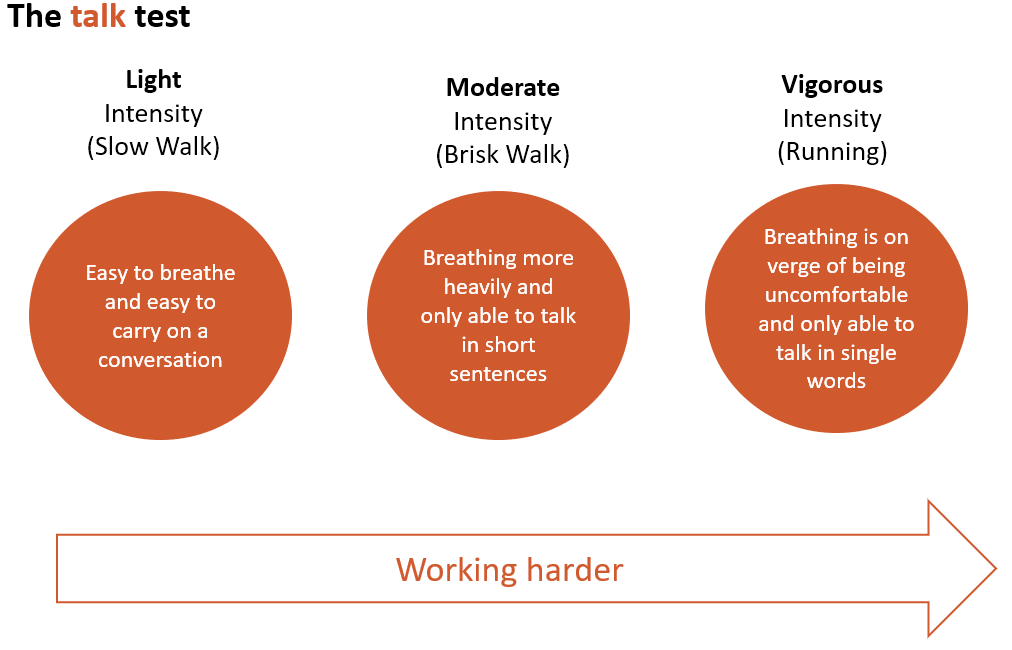 The talk test
Light
Intensity
(Slow Walk)
Moderate
Intensity
(Brisk Walk)
Vigorous
Intensity
(Running)
Easy to breathe
and easy to
carry on a
conversation
Breathing more
heavily and
only able to talk
in short
sentences
Breathing is on
verge of being
uncomfortable
and only able to
talk in single
words
Working harder